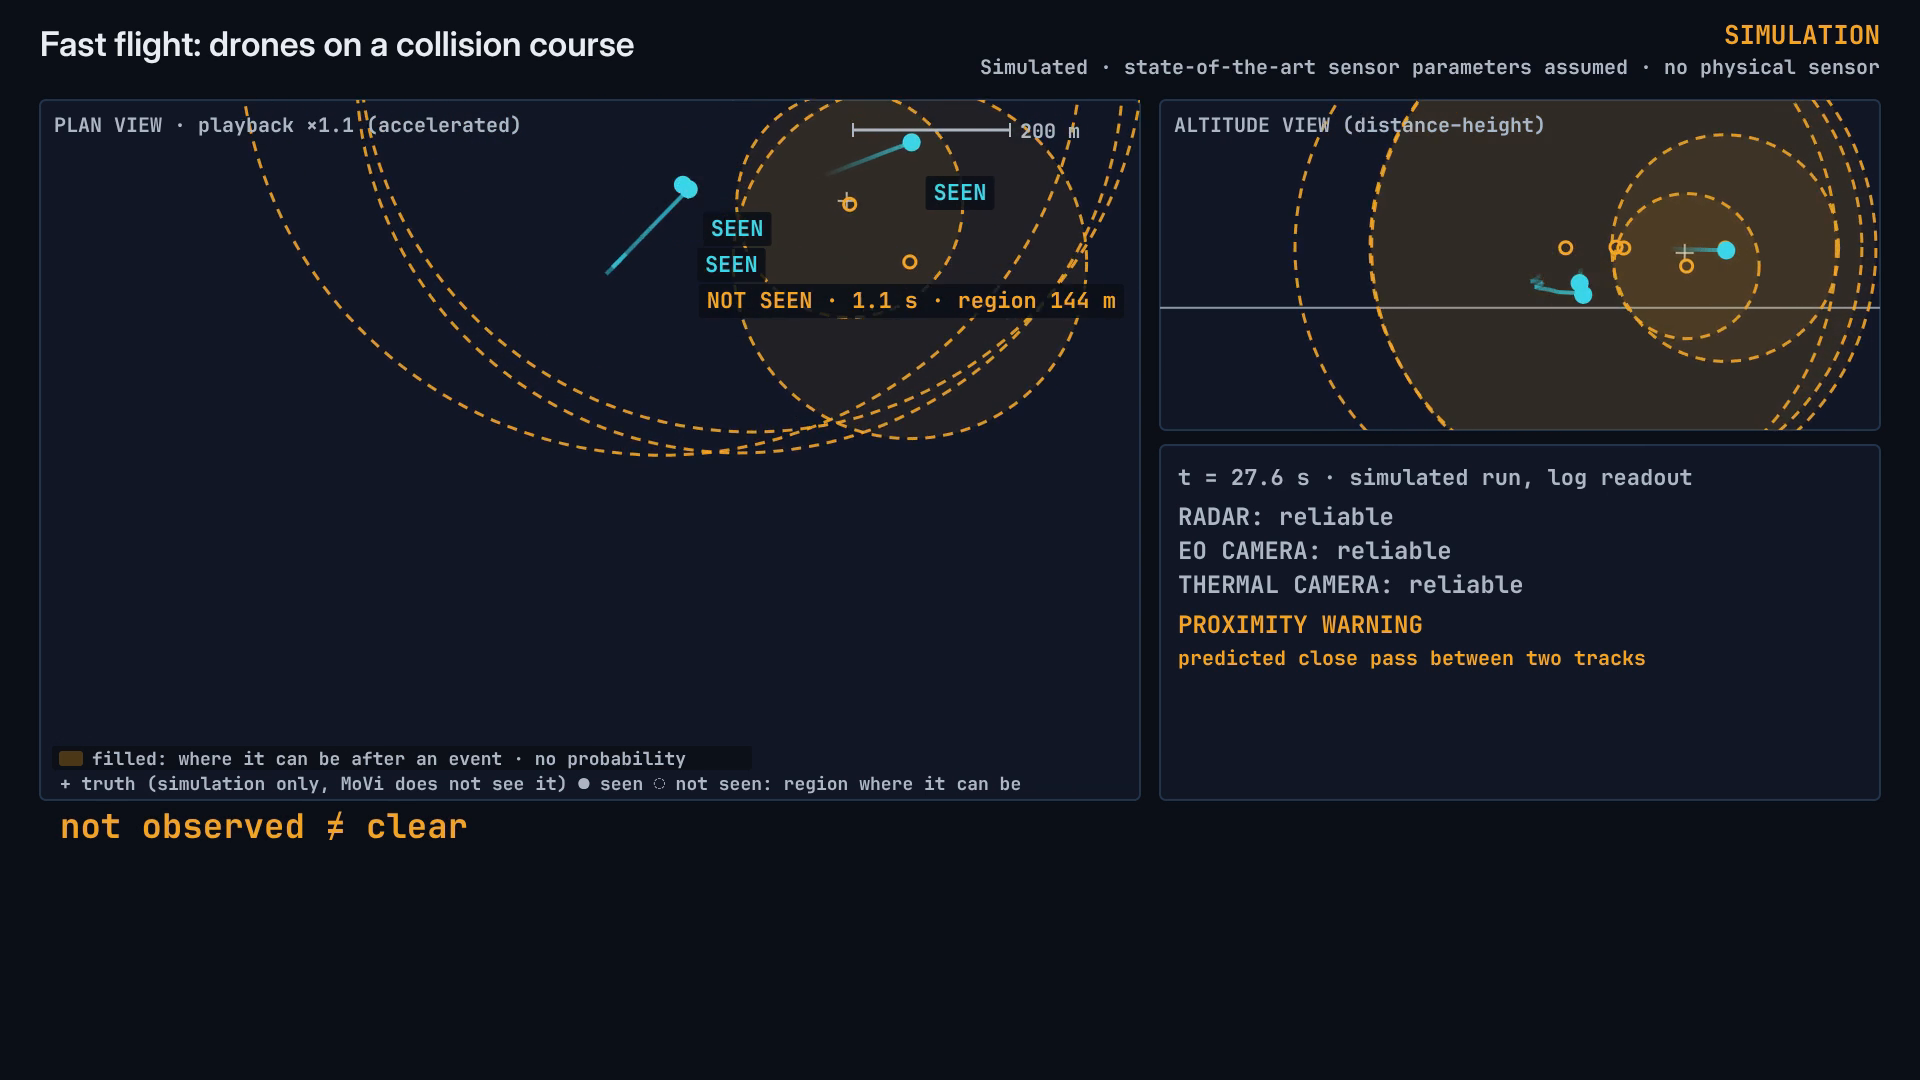 Fast flight: drones on a collision course
SIMULATION
Simulated · state-of-the-art sensor parameters assumed · no physical sensor
PLAN VIEW · playback ×1.1 (accelerated)
200 m
SEEN
SEEN
SEEN
NOT SEEN · 1.1 s · region 144 m
filled: where it can be after an event · no probability
+ truth (simulation only, MoVi does not see it) ● seen ◌ not seen: region where it can be
ALTITUDE VIEW (distance-height)
t = 27.6 s · simulated run, log readout
RADAR: reliable
EO CAMERA: reliable
THERMAL CAMERA: reliable
PROXIMITY WARNING
predicted close pass between two tracks
not observed ≠ clear